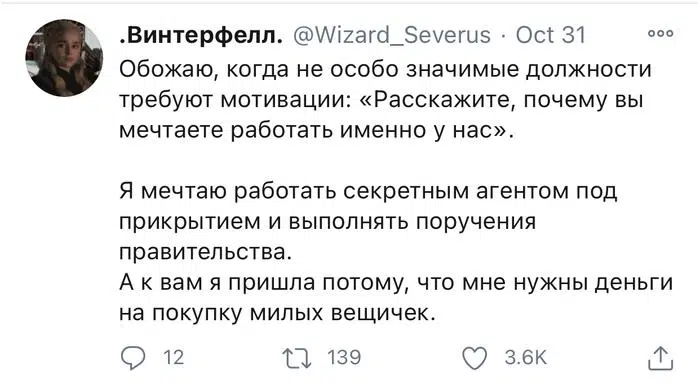 .Винтерфелл. @Wizard_Severus · Oct 31
Обожаю, когда не особо значимые должности
требуют мотивации: «Расскажите, почему вы
мечтаете работать именно у нас».
Я мечтаю работать секретным агентом под
прикрытием и выполнять поручения
правительства.
А к вам я пришла потому, что мне нужны деньги
на покупку милых вещичек.
12 139 3.6K